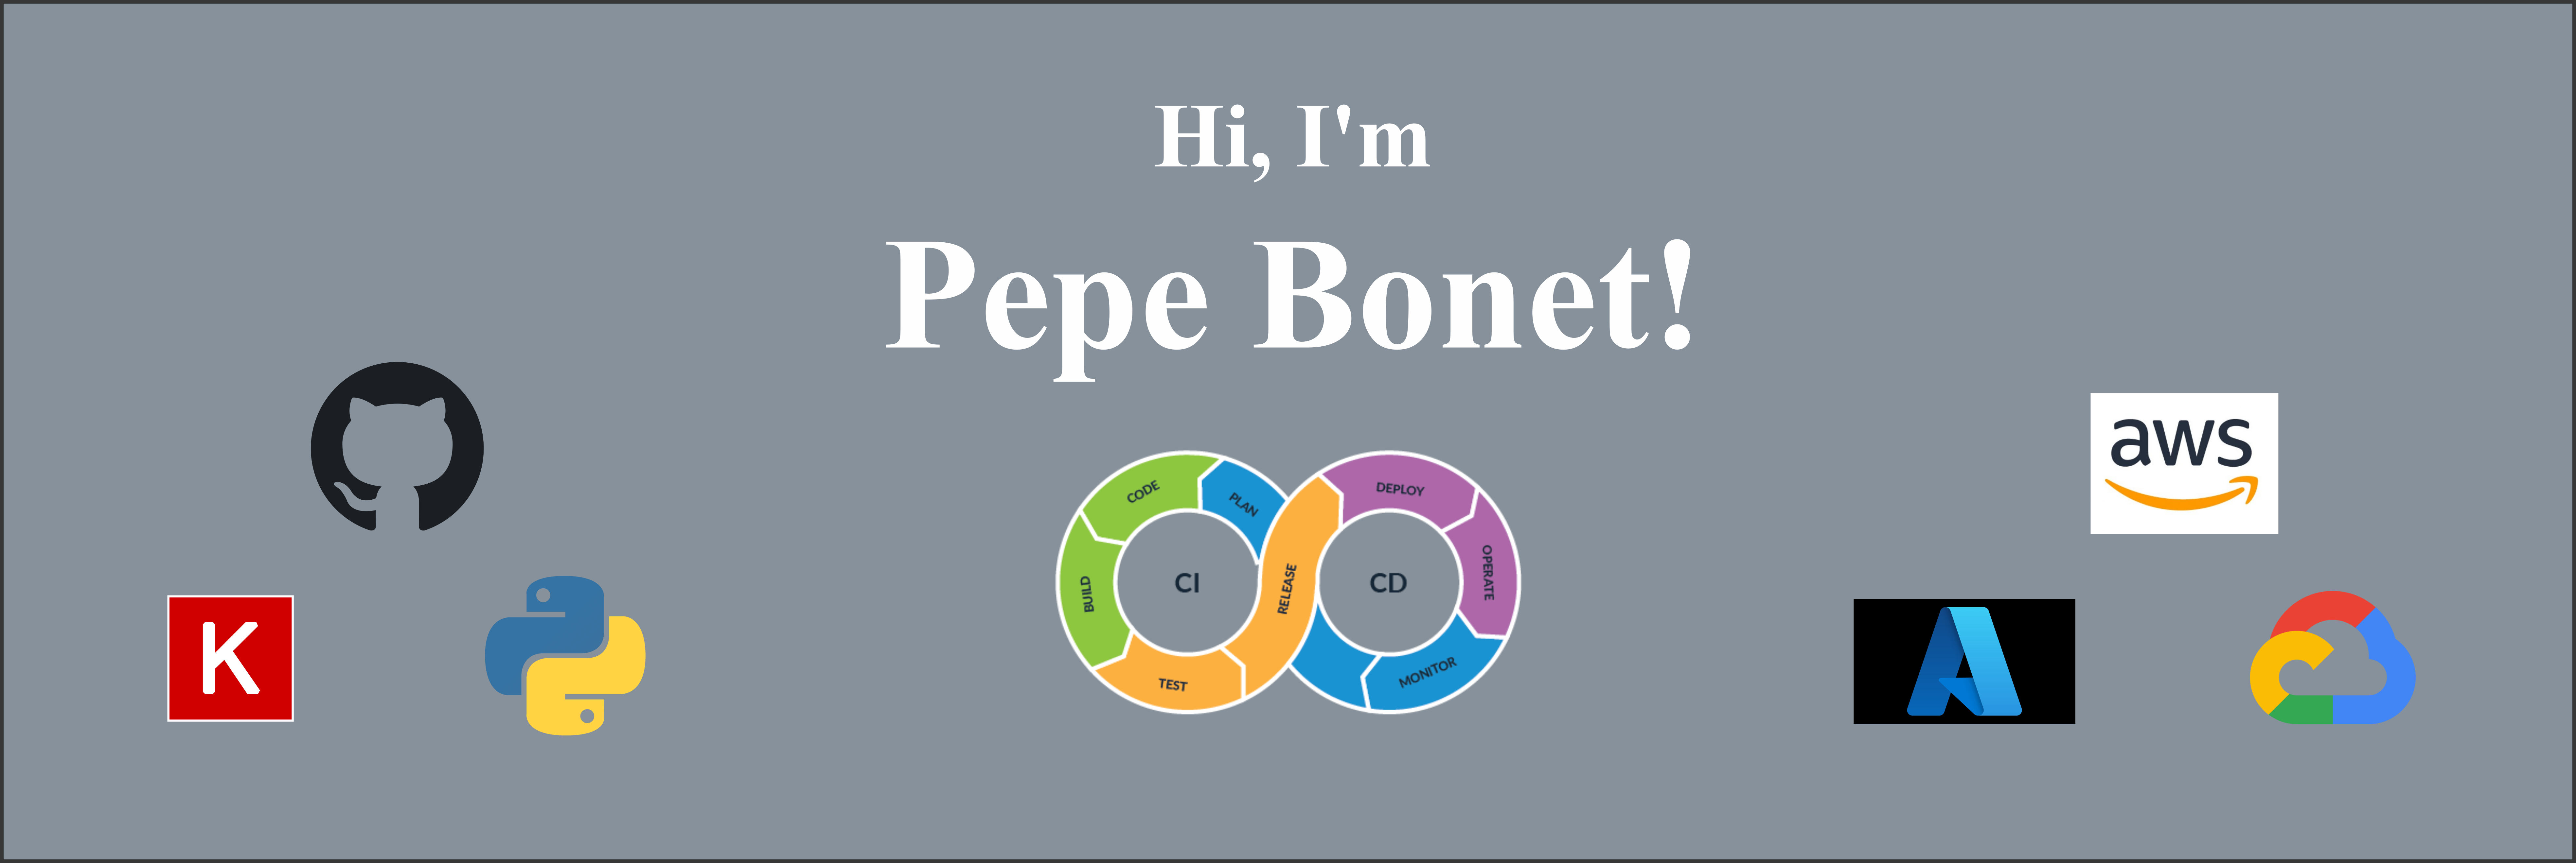 Hi, I'm
Pepe Bonet!
aws
K
CODE
PLAN
BUILD
CI
TEST
RELEASE
DEPLOY
OPERATE
CD
MONITOR